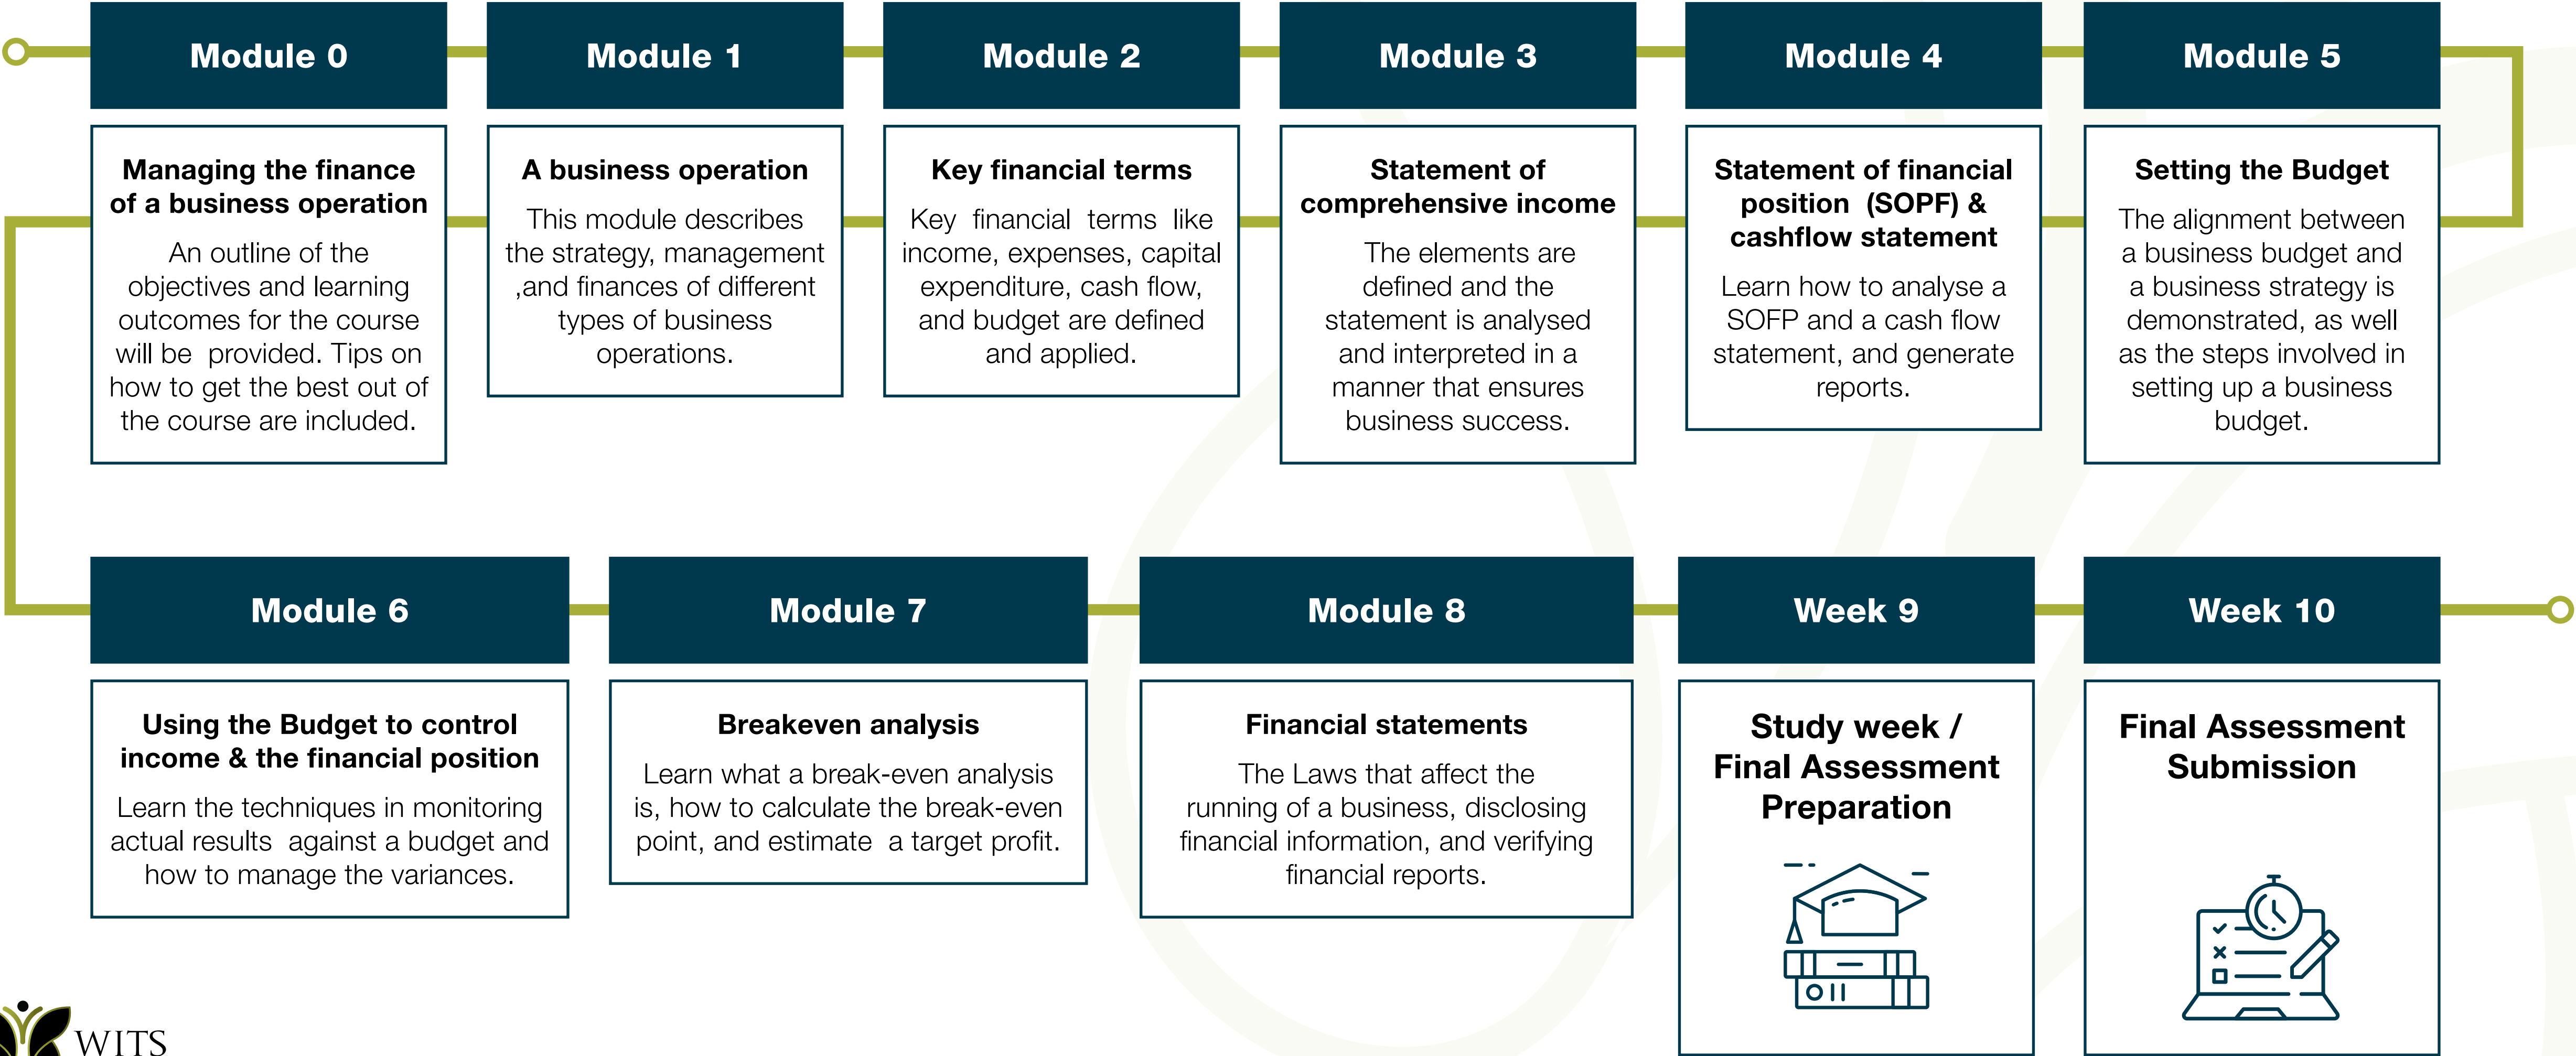 Module 0
Managing the finance
of a business operation
An outline of the
objectives and learning
outcomes for the course
will be  provided. Tips on
how to get the best out of
the course are included.
Module 1
A business operation
This module describes
the strategy, management
,and finances of different
types of business
operations.
Module 2
Key financial terms
Key financial terms like
income, expenses, capital
expenditure, cash flow,
and budget are defined
and applied.
Module 3
Statement of
comprehensive income
The elements are
defined and the
statement is analysed
and interpreted in a
manner that ensures
business success.
Module 4
Statement of financial
position  (SOPF) &
cashflow statement
Learn how to analyse a
SOFP and a cash flow
statement, and generate
reports.
Module 5
Setting the Budget
The alignment between
a business budget and
a business strategy is
demonstrated, as well
as the steps involved in
setting up a business
budget.
Module 6
Using the Budget to control
income & the financial position
Learn the techniques in monitoring
actual results  against a budget and
how to manage the variances.
Module 7
Breakeven analysis
Learn what a break-even analysis
is, how to calculate the break-even
point, and estimate  a target profit.
Module 8
Financial statements
The Laws that affect the
running of a business, disclosing
financial information, and verifying
financial reports.
Week 9
Study week /
Final Assessment
Preparation
Week 10
Final Assessment
Submission
WITS